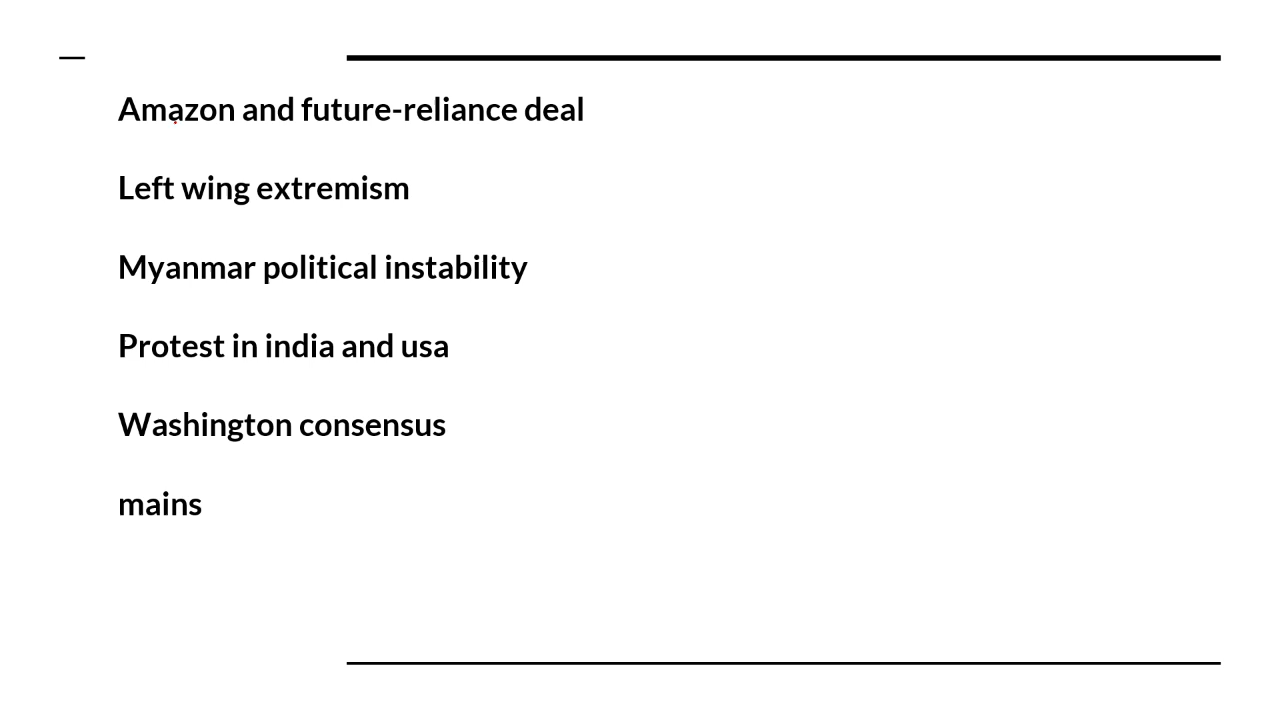 Amazon and future-reliance deal
Left wing extremism
Myanmar political instability
Protest in india and usa
Washington consensus
mains